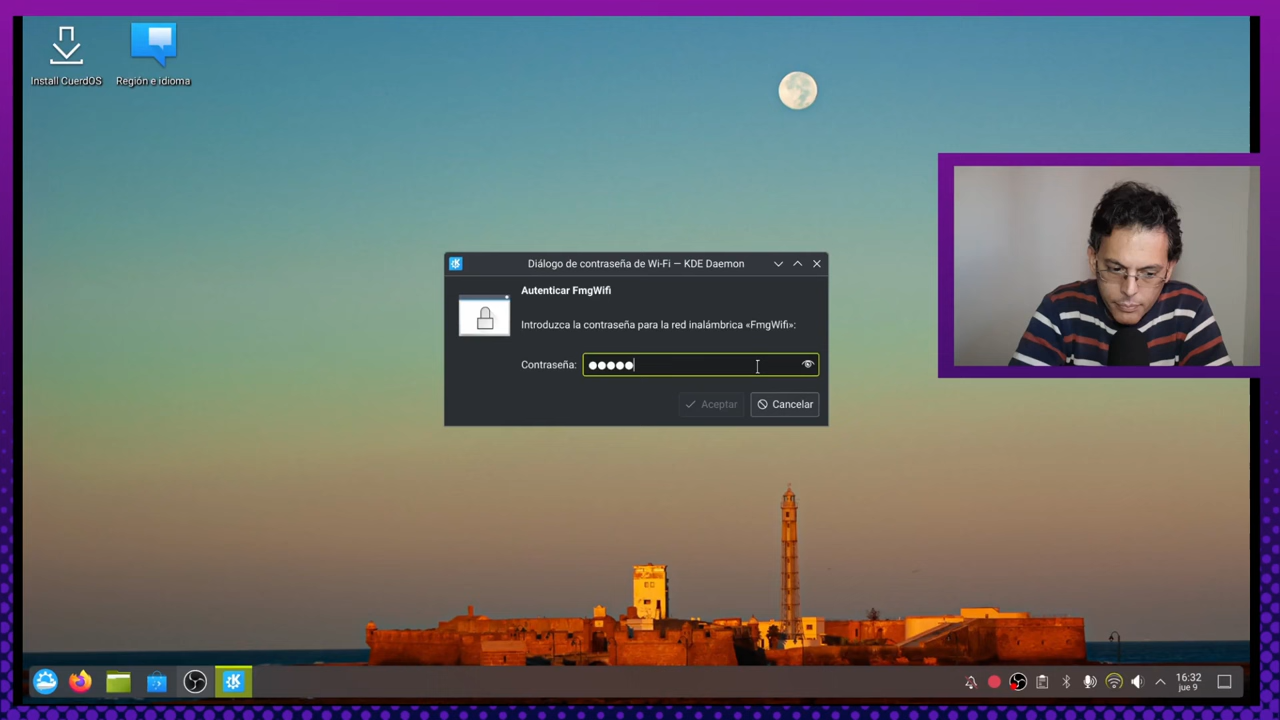 Install CuerdOS
Región e idioma
Diálogo de contraseña de Wi-Fi — KDE Daemon
Autenticar FmgWifi
Introduzca la contraseña para la red inalámbrica «FmgWifi»:
Contraseña: ●●●●●
Aceptar
Cancelar
16:32
jue 9